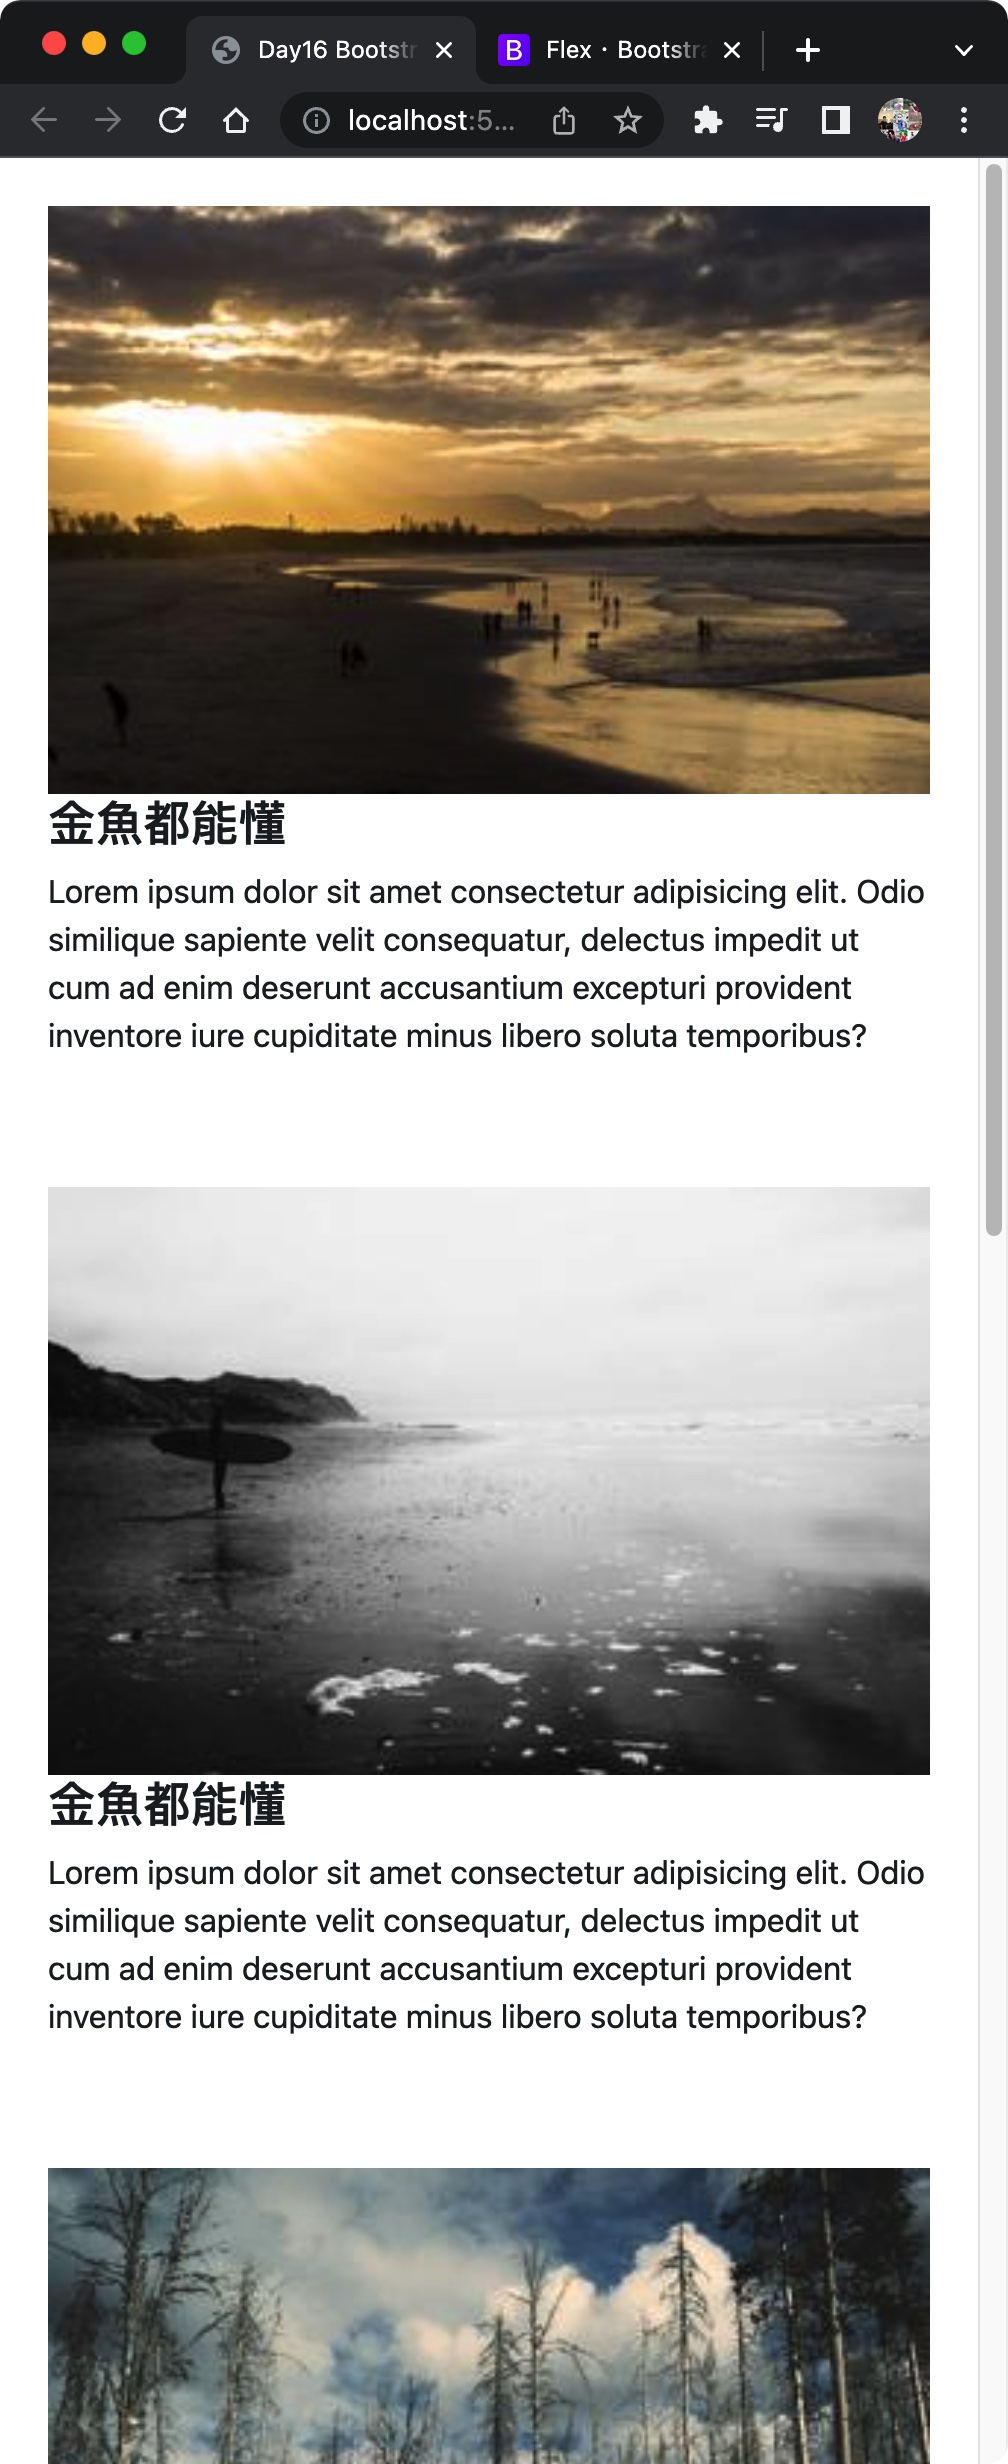 Day16 Bootstr
Flex · Bootstra
localhost:5...
金魚都能懂
Lorem ipsum dolor sit amet consectetur adipisicing elit. Odio
similique sapiente velit consequatur, delectus impedit ut
cum ad enim deserunt accusantium excepturi provident
inventore iure cupiditate minus libero soluta temporibus?
金魚都能懂
Lorem ipsum dolor sit amet consectetur adipisicing elit. Odio
similique sapiente velit consequatur, delectus impedit ut
cum ad enim deserunt accusantium excepturi provident
inventore iure cupiditate minus libero soluta temporibus?